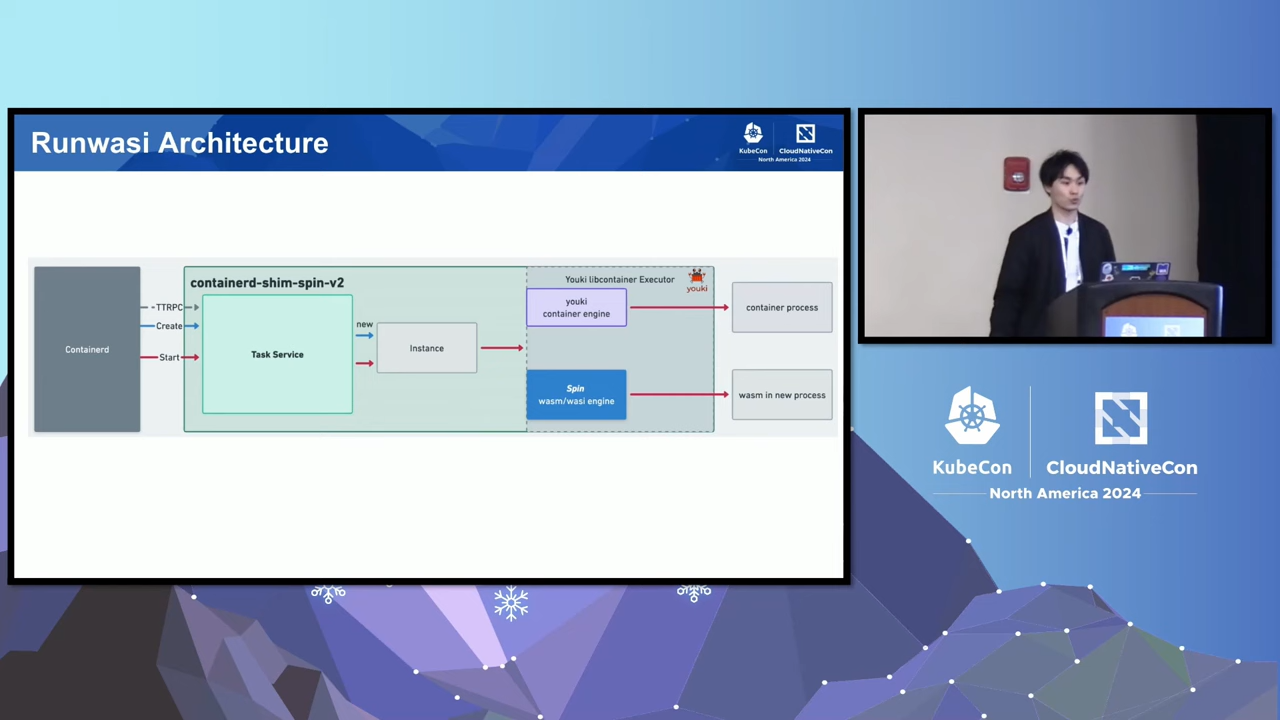 Runwasi Architecture
KubeCon
CloudNativeCon
North America 2024
containerd-shim-spin-v2
Youki libcontainer Executor
youki
Containerd
TTRPC
Create
Start
Task Service
new
Instance
youki
container engine
Spin
wasm/wasi engine
container process
wasm in new process
KubeCon
CloudNativeCon
North America 2024